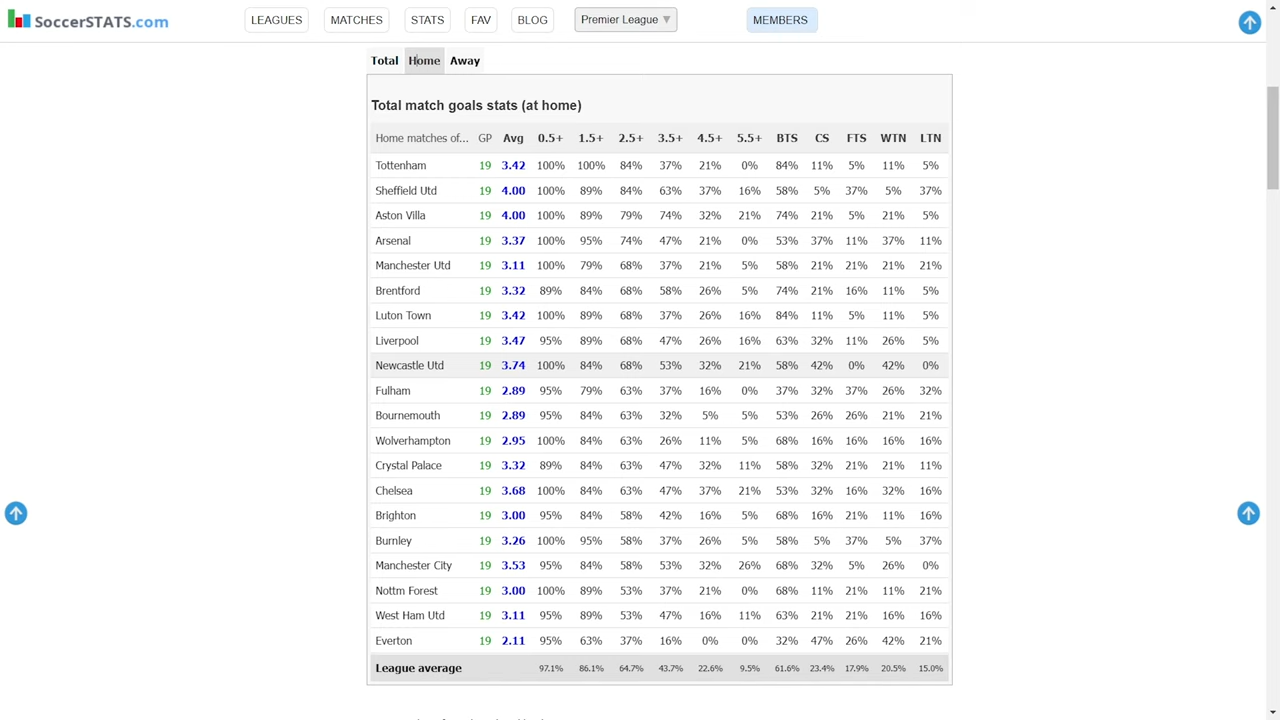 SoccerSTATS.com LEAGUES MATCHES STATS FAV BLOG Premier League ▼ MEMBERS
Total Home Away
Total match goals stats (at home)
Home matches of... GP Avg 0.5+ 1.5+ 2.5+ 3.5+ 4.5+ 5.5+ BTS CS FTS WTN LTN
Tottenham 19 3.42 100% 100% 84% 37% 21% 0% 84% 11% 5% 11% 5%
Sheffield Utd 19 4.00 100% 89% 84% 63% 37% 16% 58% 5% 37% 5% 37%
Aston Villa 19 4.00 100% 89% 79% 74% 32% 21% 74% 21% 5% 21% 5%
Arsenal 19 3.37 100% 95% 74% 47% 21% 0% 53% 37% 11% 37% 11%
Manchester Utd 19 3.11 100% 79% 68% 37% 21% 5% 58% 21% 21% 21% 21%
Brentford 19 3.32 89% 84% 68% 58% 26% 5% 74% 21% 16% 11% 5%
Luton Town 19 3.42 100% 89% 68% 37% 26% 16% 84% 11% 5% 11% 5%
Liverpool 19 3.47 95% 89% 68% 47% 26% 16% 63% 32% 11% 26% 5%
Newcastle Utd 19 3.74 100% 84% 68% 53% 32% 21% 58% 42% 0% 42% 0%
Fulham 19 2.89 95% 79% 63% 37% 16% 0% 37% 32% 37% 26% 32%
Bournemouth 19 2.89 95% 84% 63% 32% 5% 5% 53% 26% 26% 21% 21%
Wolverhampton 19 2.95 100% 84% 63% 26% 11% 5% 68% 16% 16% 16% 16%
Crystal Palace 19 3.32 89% 84% 63% 47% 32% 11% 58% 32% 21% 21% 11%
Chelsea 19 3.68 100% 84% 63% 47% 37% 21% 53% 32% 16% 32% 16%
Brighton 19 3.00 95% 84% 58% 42% 16% 5% 68% 16% 21% 11% 16%
Burnley 19 3.26 100% 95% 58% 37% 26% 5% 58% 5% 37% 5% 37%
Manchester City 19 3.53 95% 84% 58% 53% 32% 26% 68% 32% 5% 26% 0%
Nottm Forest 19 3.00 100% 89% 53% 37% 21% 0% 68% 11% 21% 11% 21%
West Ham Utd 19 3.11 95% 89% 53% 47% 16% 11% 63% 21% 21% 16% 16%
Everton 19 2.11 95% 63% 37% 16% 0% 0% 32% 47% 26% 42% 21%
League average 97.1% 86.1% 64.7% 43.7% 22.6% 9.5% 61.6% 23.4% 17.9% 20.5% 15.0%